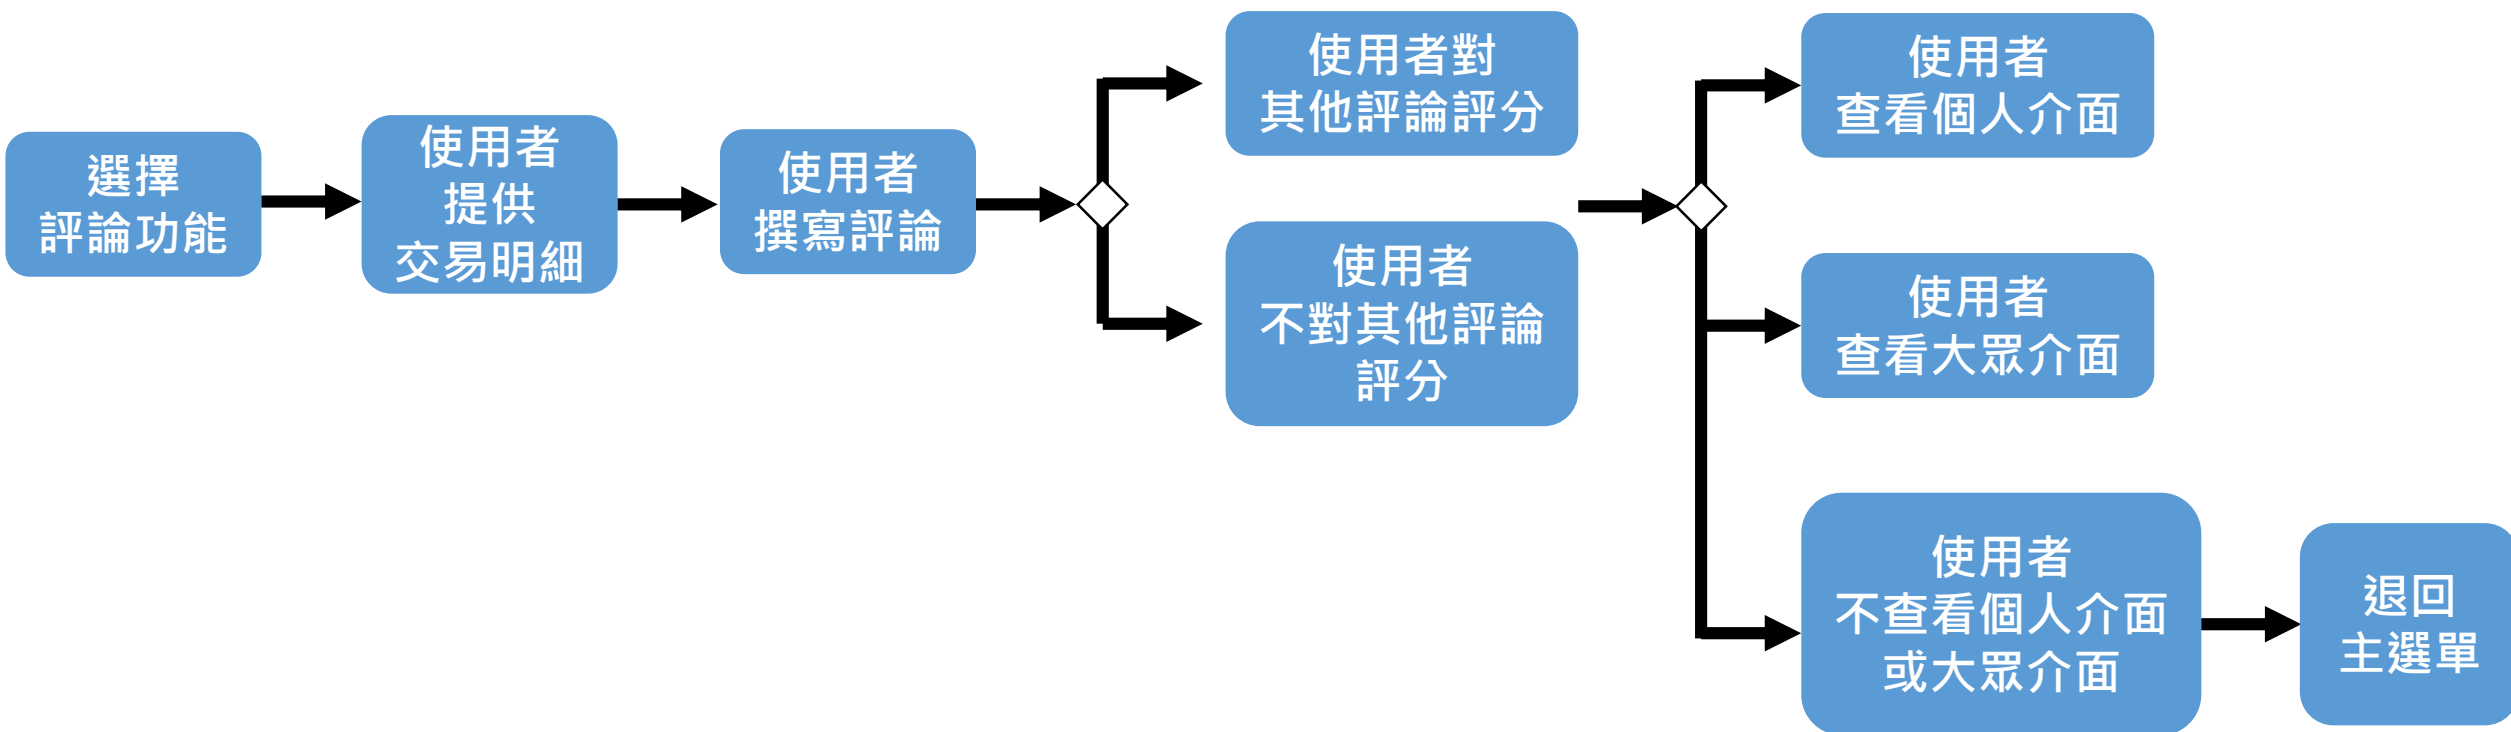 選擇
評論功能
使用者
提供
交易明細
使用者
撰寫評論
使用者對
其他評論評分
使用者
不對其他評論
評分
使用者
查看個人介面
使用者
查看大眾介面
使用者
不查看個人介面
或大眾介面
退回
主選單